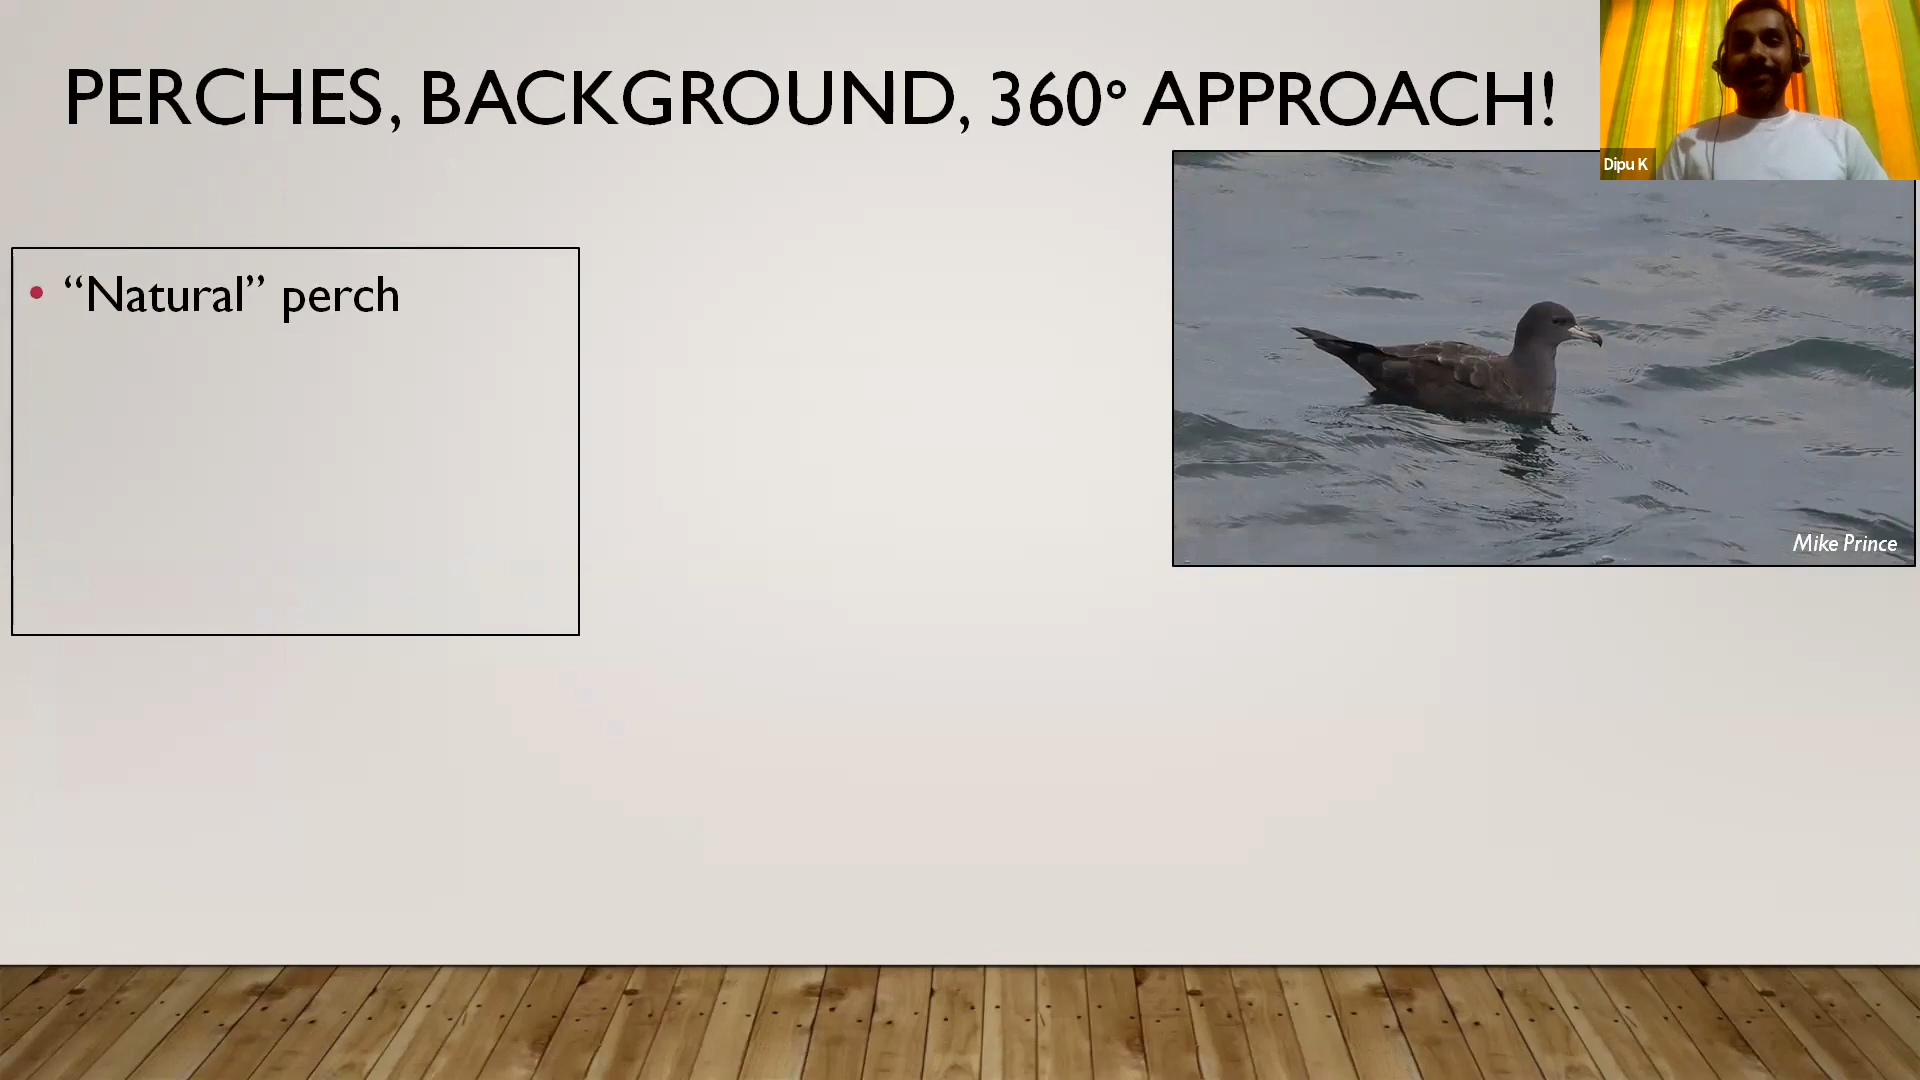 PERCHES, BACKGROUND, 360° APPROACH!
Dipu K
• “Natural” perch
Mike Prince